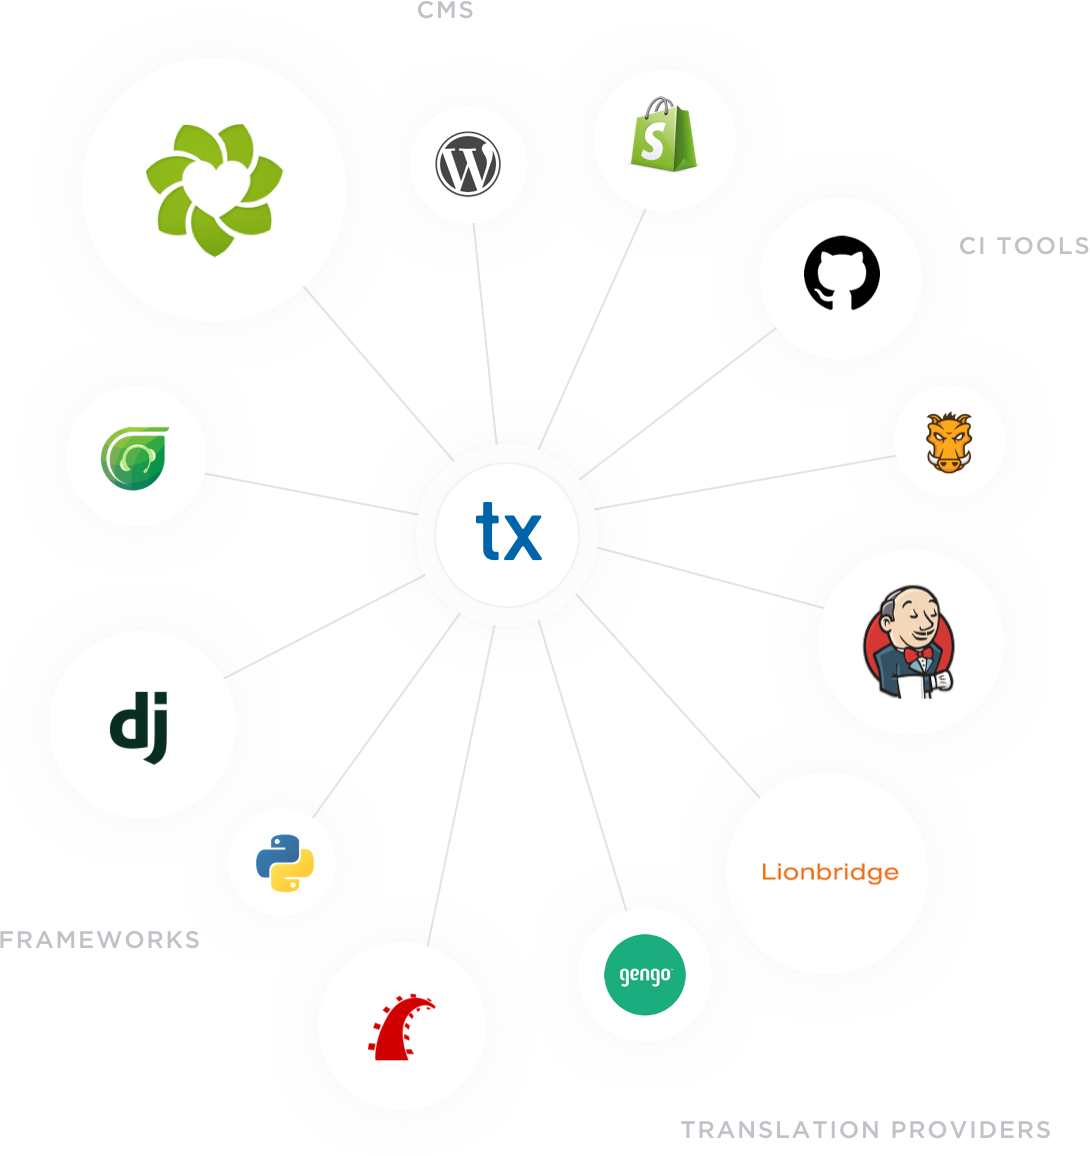 CMS
CI TOOLS
tx
dj
Lionbridge
FRAMEWORKS
gengo
TRANSLATION PROVIDERS